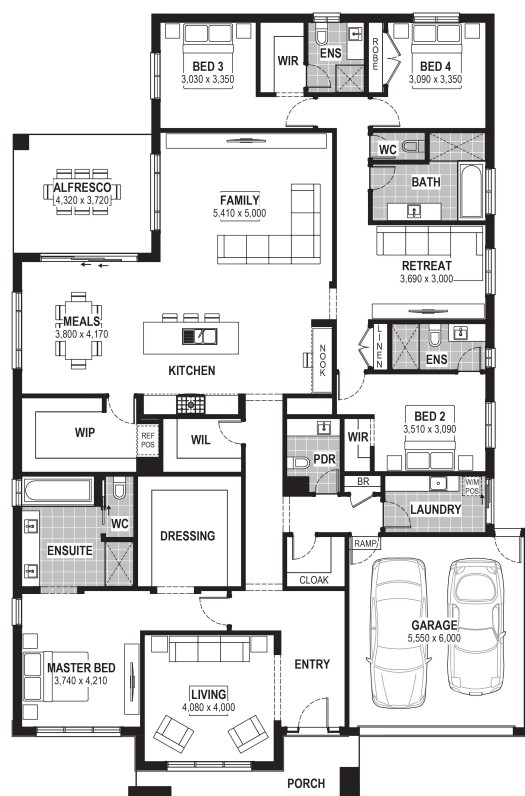 BED 3
3,030 x 3,350
WIR
ENS
ROBE
BED 4
3,090 x 3,350
WC
BATH
ALFRESCO
4,320 x 3,720
FAMILY
5,410 x 5,000
RETREAT
3,690 x 3,000
MEALS
3,800 x 4,170
KITCHEN
NOOK
LINEN
ENS
BED 2
3,510 x 3,090
WIP
REF
POS
WIL
WIR
PDR
BR
W/M
POS
LAUNDRY
WC
ENSUITE
DRESSING
RAMP
CLOAK
GARAGE
5,550 x 6,000
MASTER BED
3,740 x 4,210
LIVING
4,080 x 4,000
ENTRY
PORCH